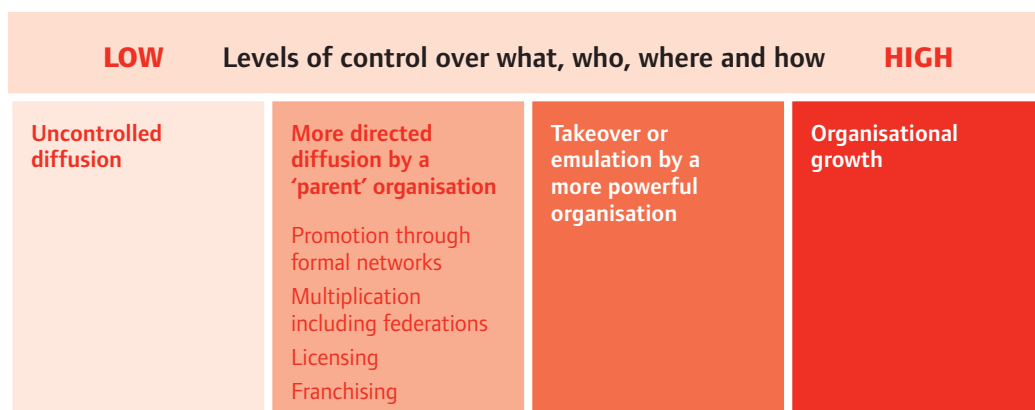 LOW Levels of control over what, who, where and how HIGH
Uncontrolled
diffusion
More directed
diffusion by a
‘parent’ organisation
Promotion through
formal networks
Multiplication
including federations
Licensing
Franchising
Takeover or
emulation by a
more powerful
organisation
Organisational
growth